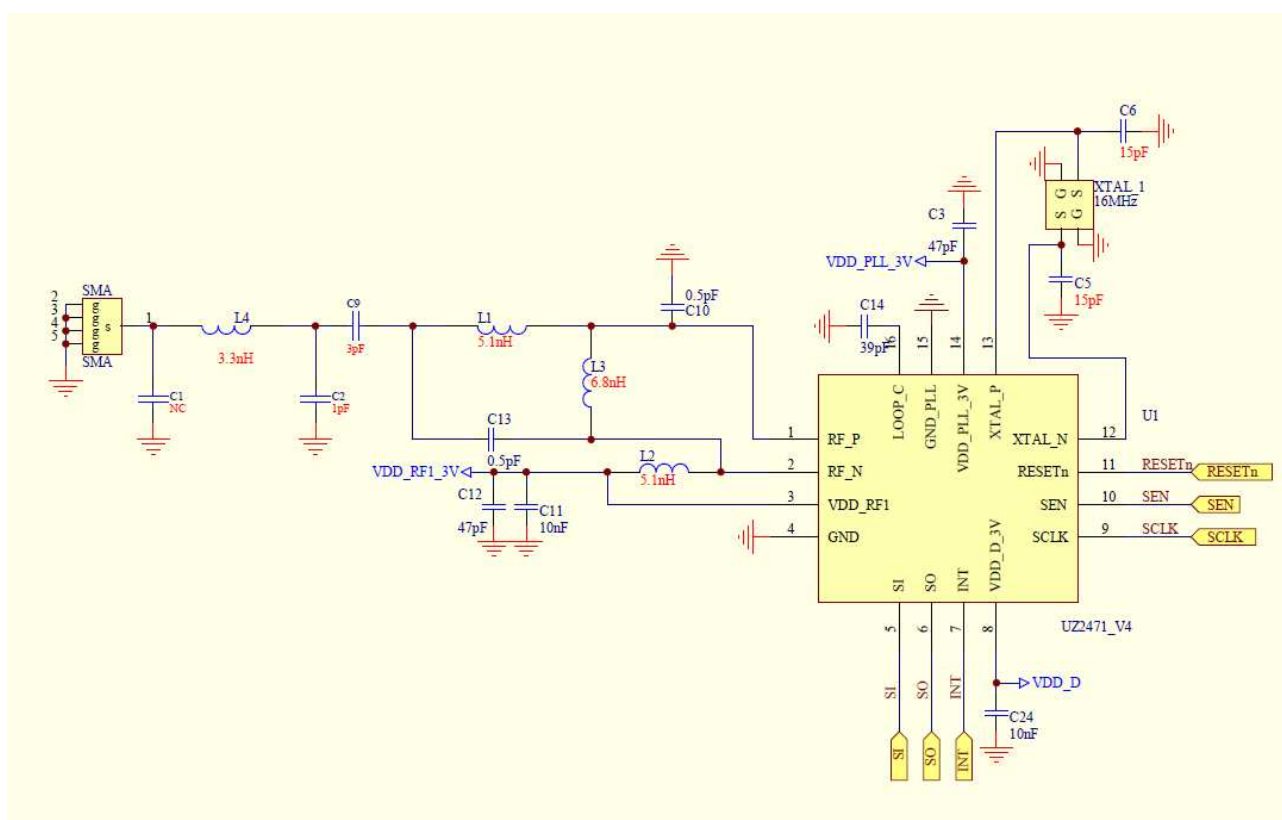 C6
15pF
XTAL_1
16MHz
G S
S G
C3
47pF
VDD_PLL_3V
C5
15pF
SMA
2
3
4
5
g
g
g
g
s
1
SMA
L4
3.3nH
C9
3pF
L1
5.1nH
0.5pF
C10
C14
39pF
16
15
14
13
C1
NC
C2
1pF
L3
6.8nH
LOOP_C
GND_PLL
VDD_PLL_3V
XTAL_P
U1
C13
0.5pF
1
RF_P
XTAL_N
12
VDD_RF1_3V
L2
5.1nH
2
RF_N
RESETn
11
RESETn
RESETn
C12
47pF
C11
10nF
3
VDD_RF1
SEN
10
SEN
SEN
4
GND
SCLK
9
SCLK
SCLK
SI
SO
INT
VDD_D_3V
5
6
7
8
UZ2471_V4
SI
SO
INT
VDD_D
C24
10nF
SI
SO
INT